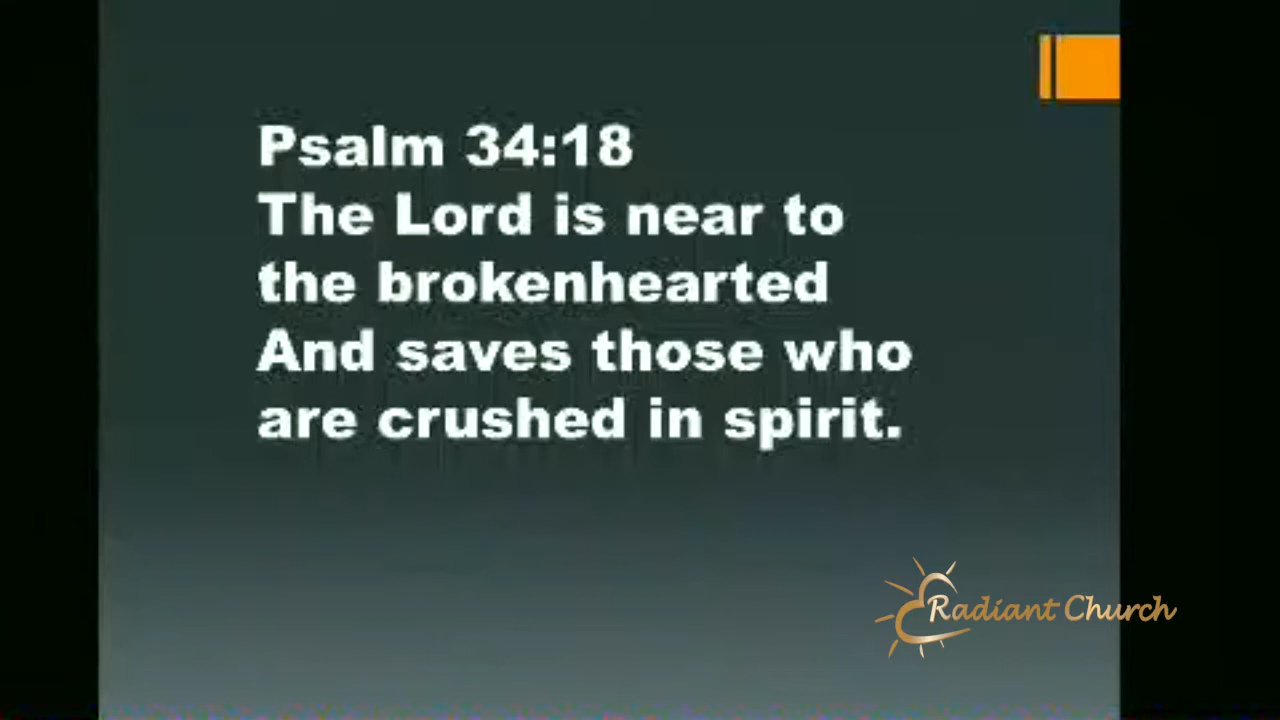 Psalm 34:18
The Lord is near to
the brokenhearted
And saves those who
are crushed in spirit.
Radiant Church